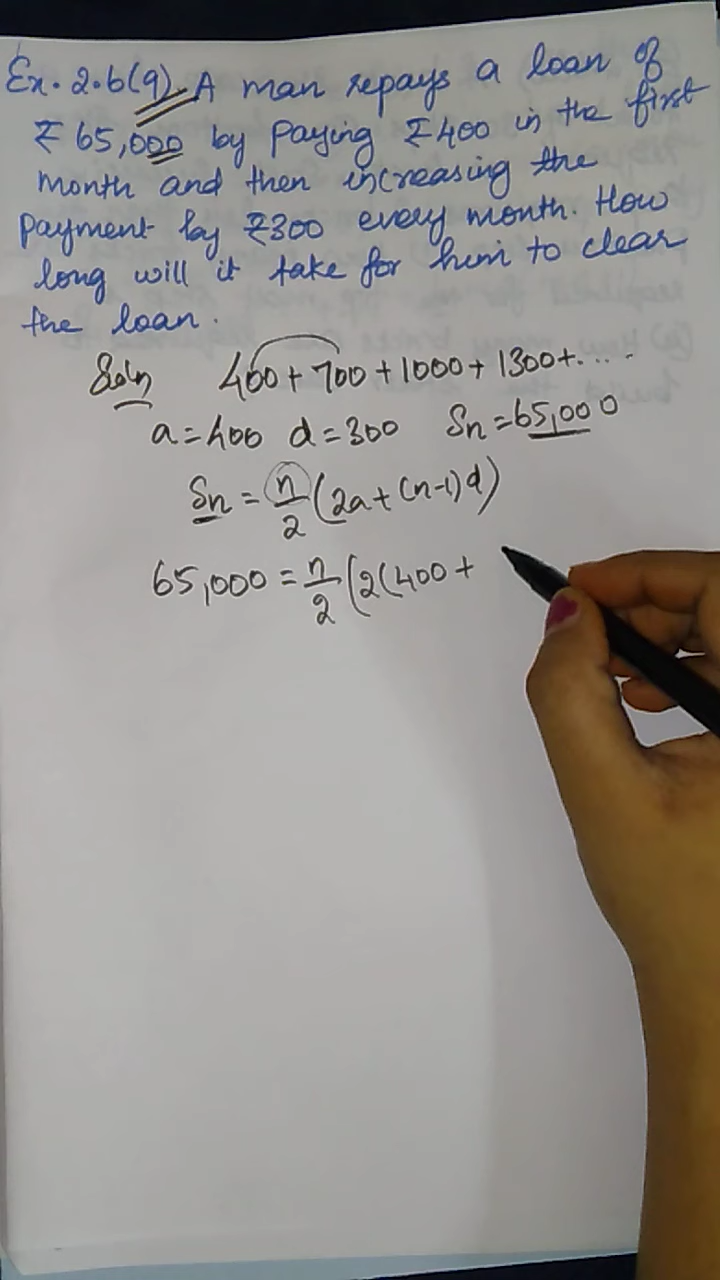 Ex. 2.6(9) A man repays a loan of
₹ 65,000 by paying ₹400 in the first
month and then increasing the
payment by ₹300 every month. How
long will it take for him to clear
the loan.
Soln 400 + 700 + 1000 + 1300+....
a = 400 d = 300 Sn = 65,000
Sn = n/2 (2a + (n-1)d)
65,000 = n/2 (2(400 +